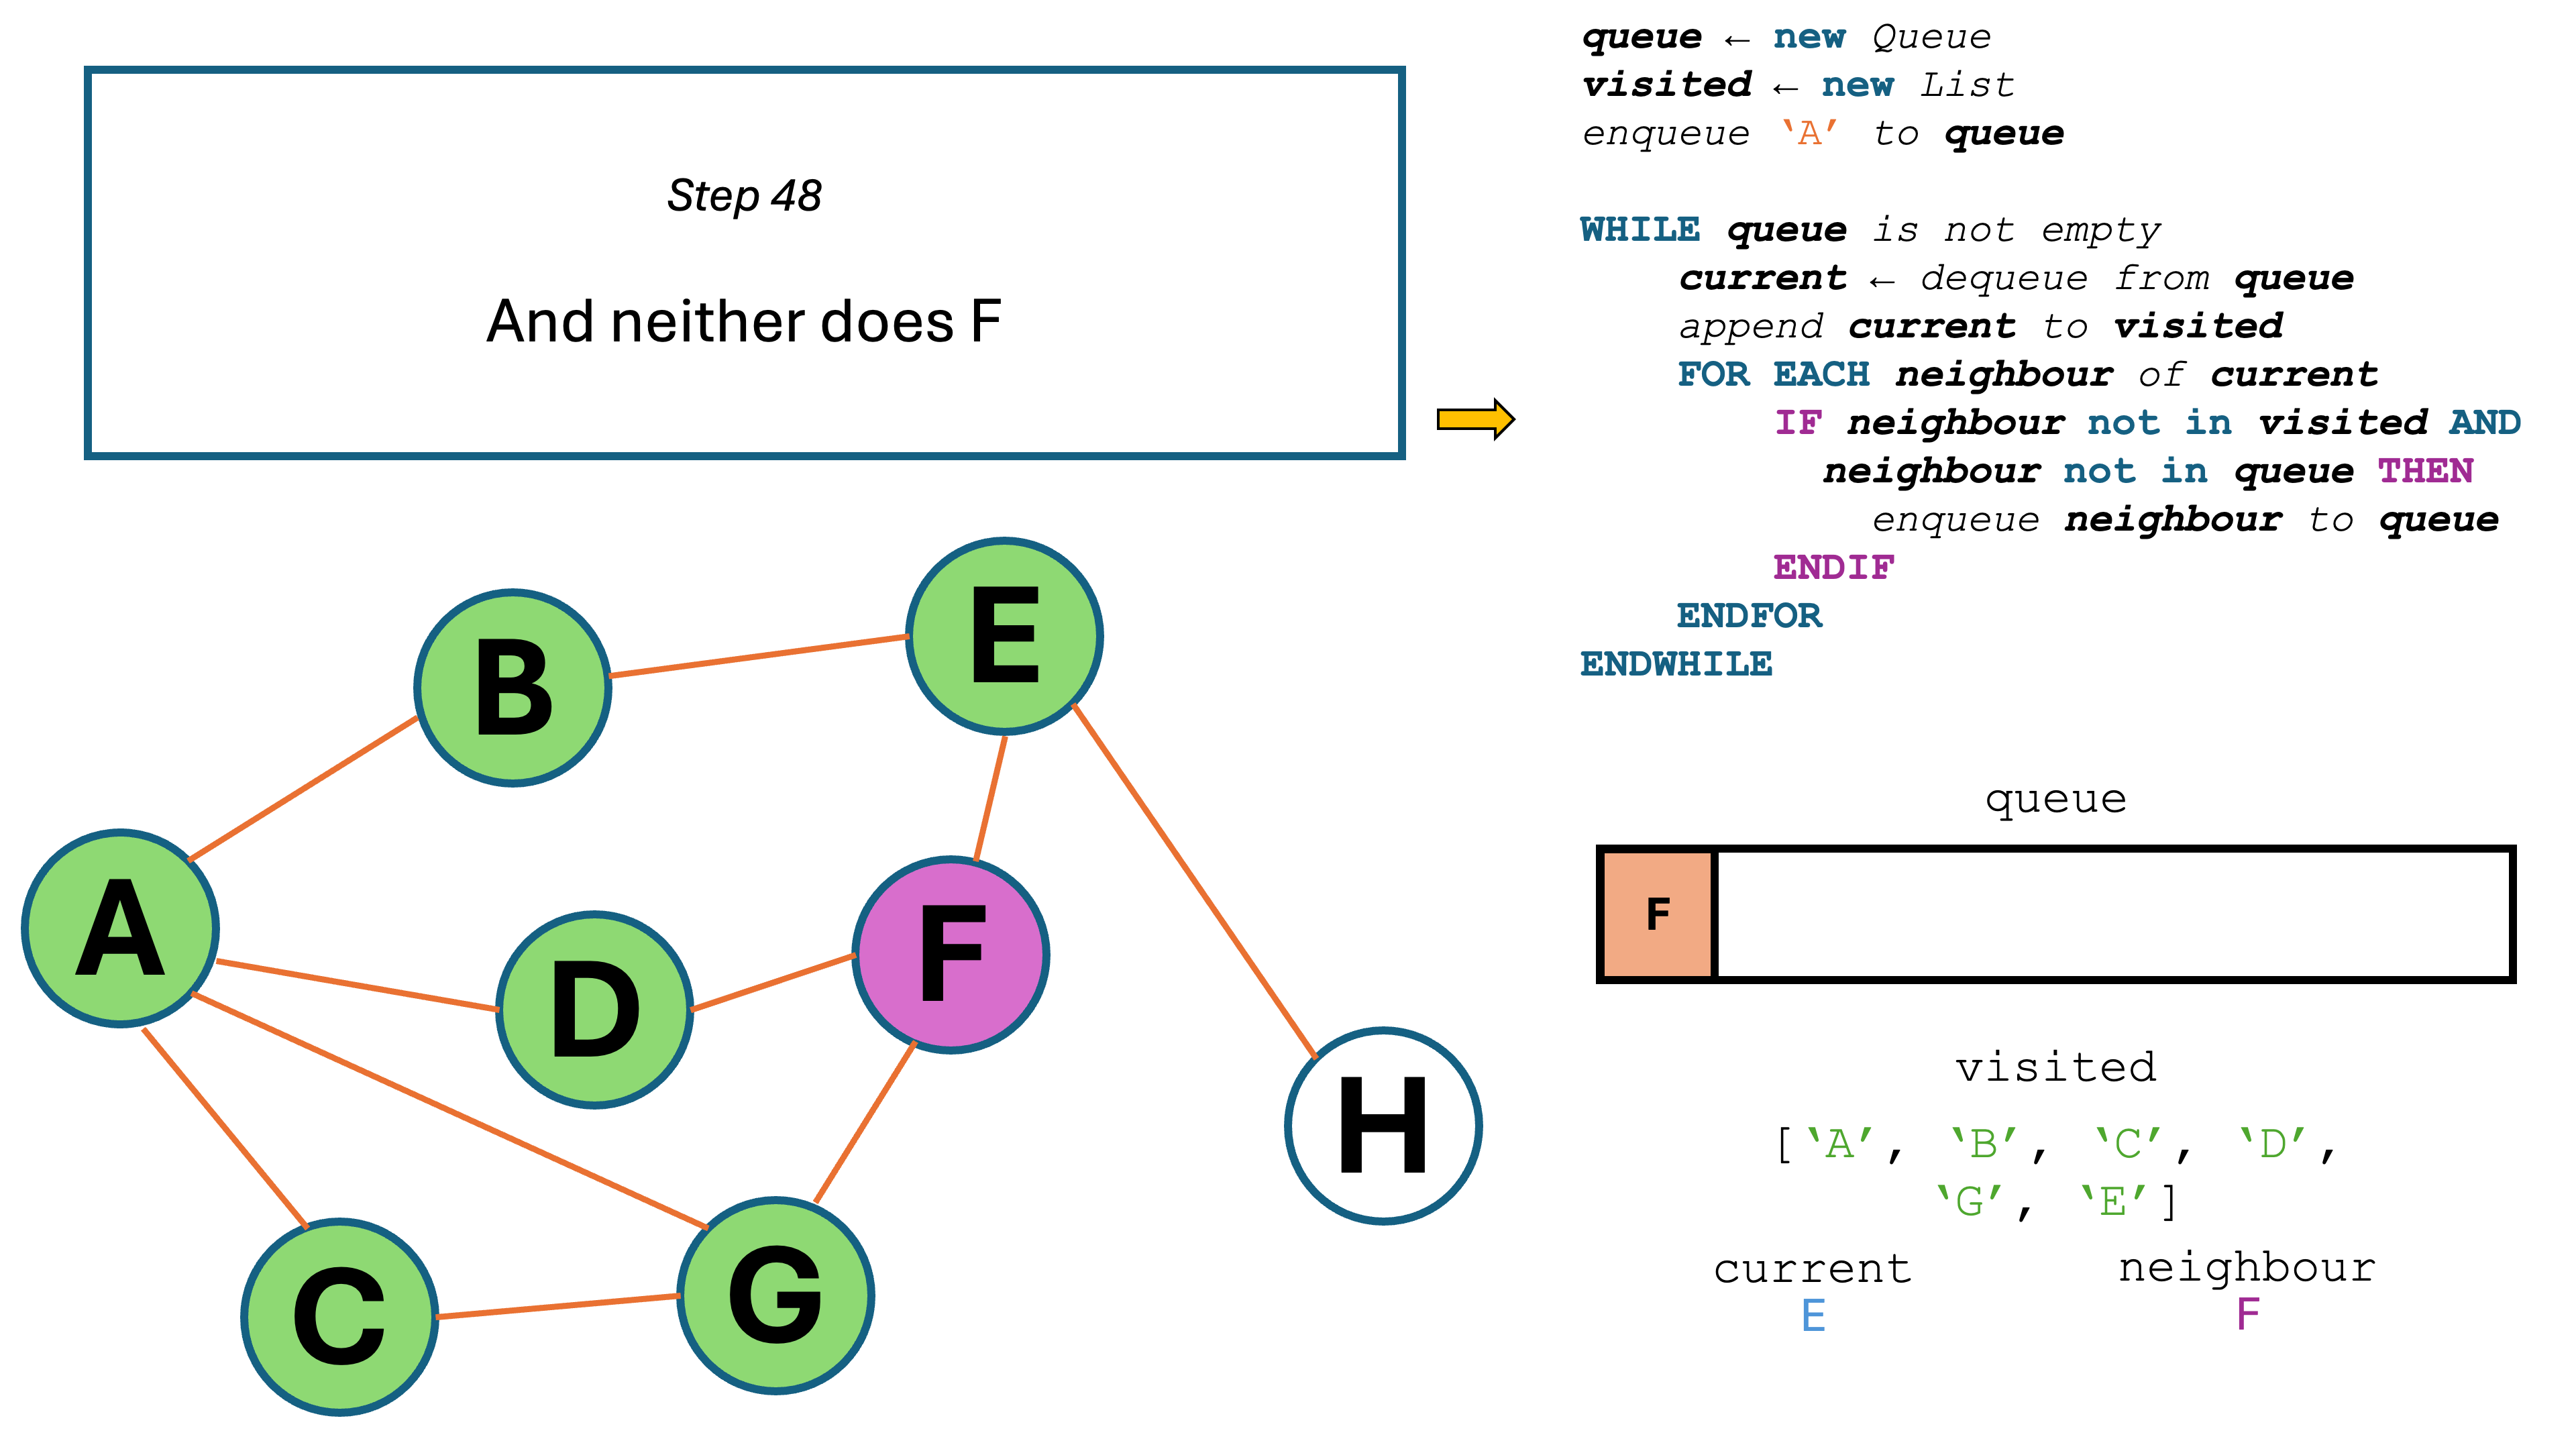 Step 48
And neither does F
queue ← new Queue
visited ← new List
enqueue ‘A’ to queue
WHILE queue is not empty
current ← dequeue from queue
append current to visited
FOR EACH neighbour of current
IF neighbour not in visited AND
neighbour not in queue THEN
enqueue neighbour to queue
ENDIF
ENDFOR
ENDWHILE
B
E
A
D
F
H
C
G
queue
F
visited
[‘A’, ‘B’, ‘C’, ‘D’,
‘G’, ‘E’]
current
E
neighbour
F